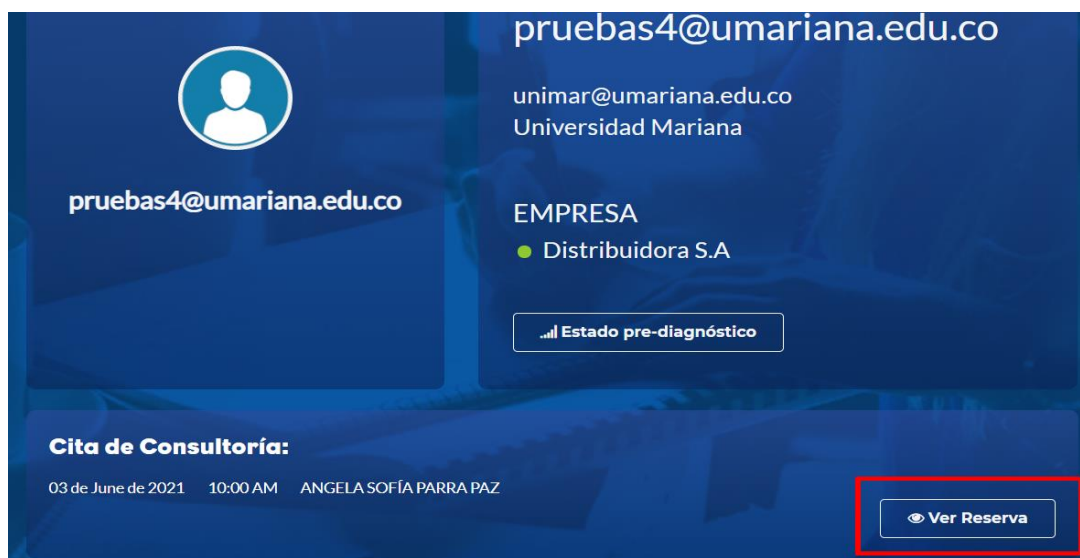 pruebas4@umariana.edu.co
pruebas4@umariana.edu.co
unimar@umariana.edu.co
Universidad Mariana
EMPRESA
Distribuidora S.A
Estado pre-diagnóstico
Cita de Consultoría:
03 de June de 2021 10:00 AM ANGELA SOFÍA PARRA PAZ
Ver Reserva